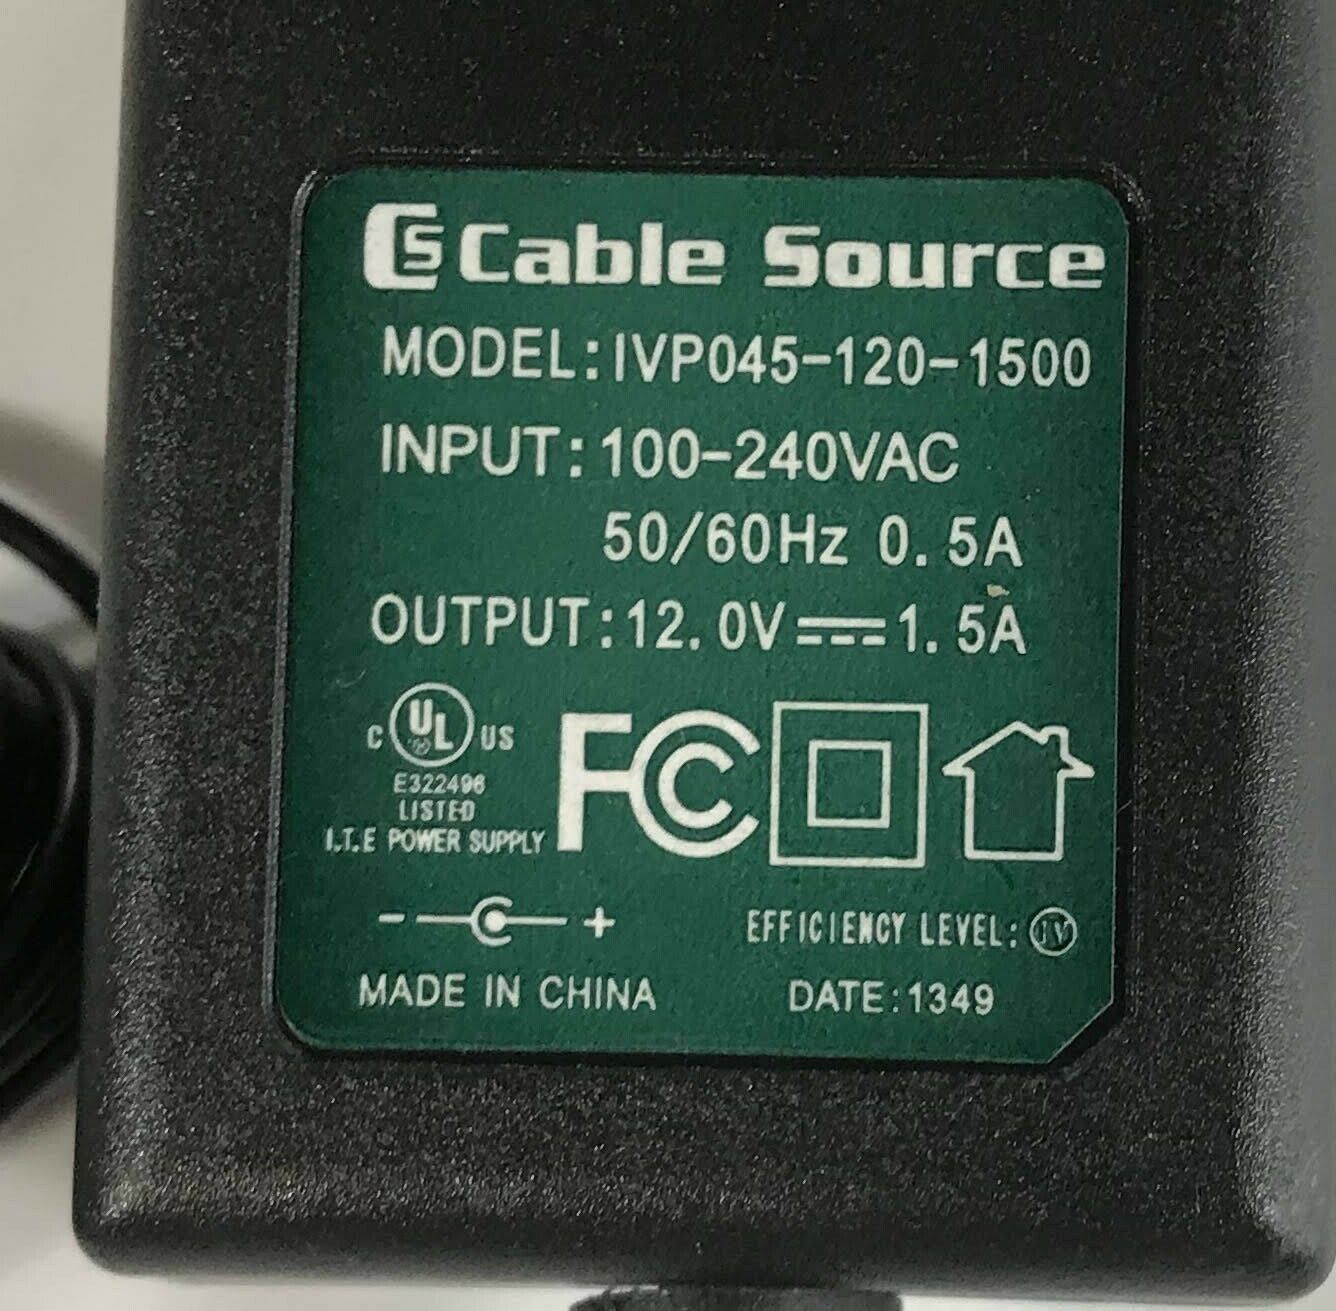 CS Cable Source
MODEL:IVP045-120-1500
INPUT:100-240VAC
50/60Hz 0.5A
OUTPUT:12.0V⎓1.5A
C UL US
E322496
LISTED
I.T.E POWER SUPPLY
FC
- +
EFFICIENCY LEVEL: IV
MADE IN CHINA
DATE:1349